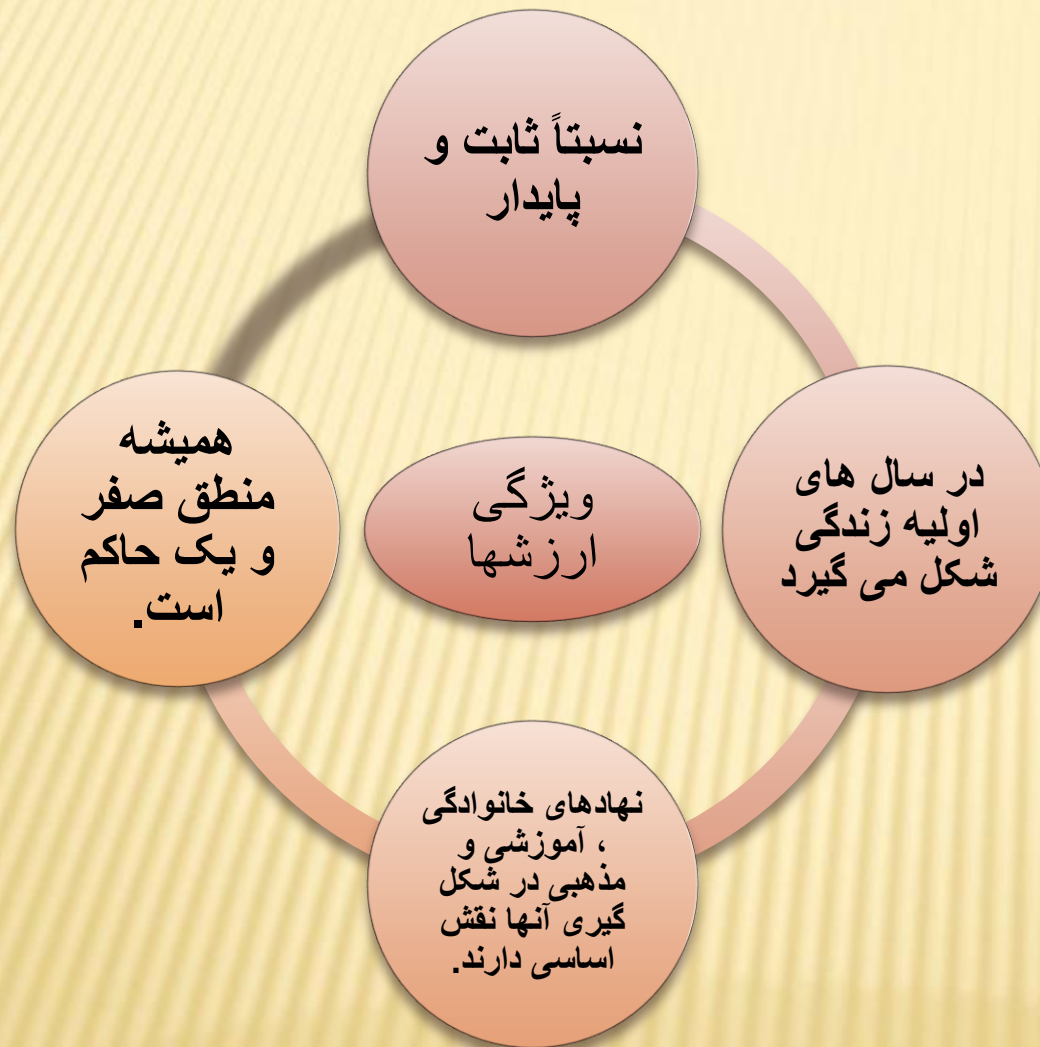 نسبتاً ثابت و
پایدار
همیشه
منطق صفر
و یک حاکم
است.
ویژگی
ارزشها
در سال های
اولیه زندگی
شکل می گیرد
نهادهای خانوادگی
، آموزشی و
مذهبی در شکل
گیری آنها نقش
اساسی دارند.